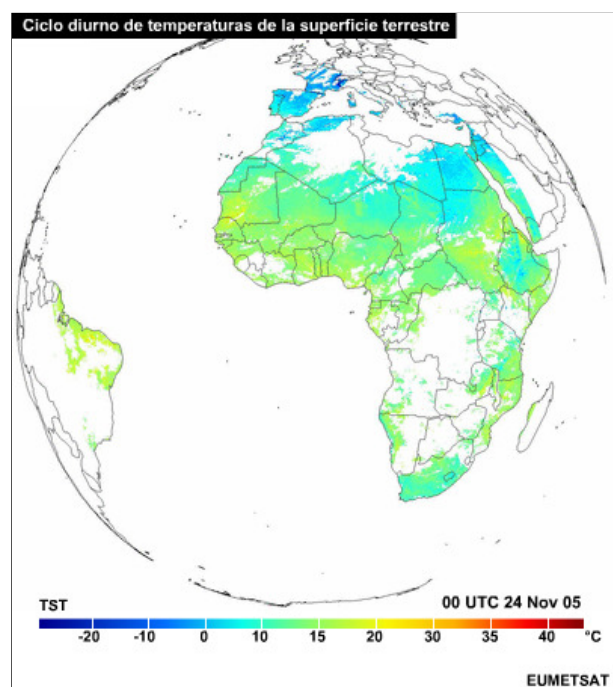 Ciclo diurno de temperaturas de la superficie terrestre
TST 00 UTC 24 Nov 05
-20 -10 0 10 15 20 30 35 40 °C
EUMETSAT